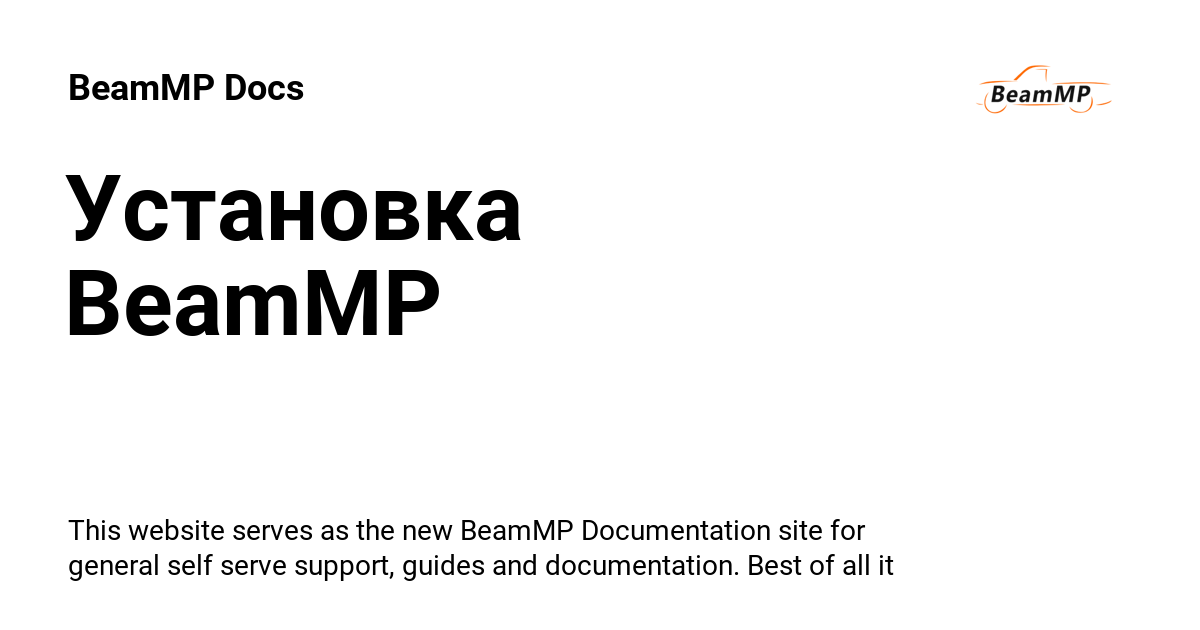 BeamMP Docs
BeamMP
Установка
BeamMP
This website serves as the new BeamMP Documentation site for
general self serve support, guides and documentation. Best of all it